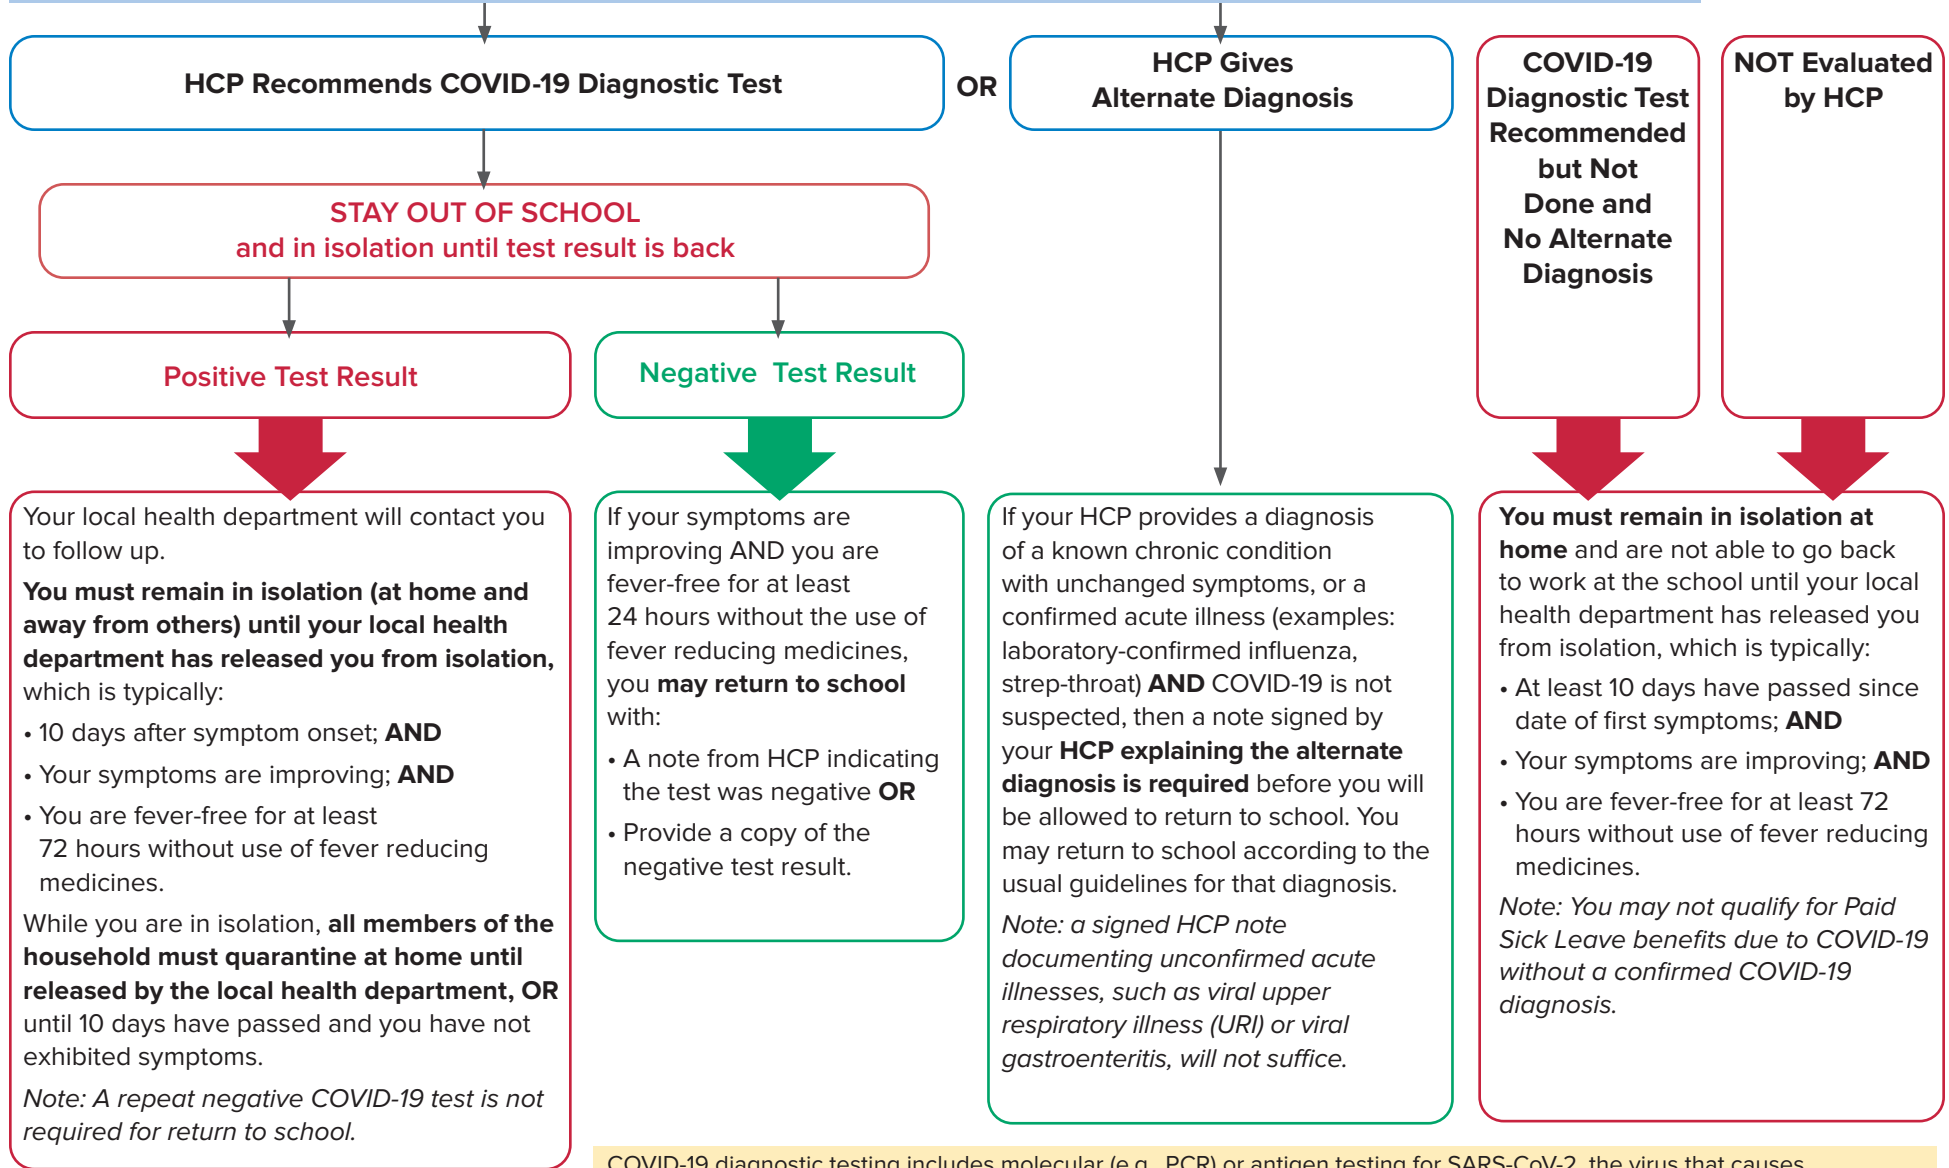 HCP Recommends COVID-19 Diagnostic Test
OR
HCP Gives
Alternate Diagnosis
COVID-19
Diagnostic Test
Recommended
but Not
Done and
No Alternate
Diagnosis
NOT Evaluated
by HCP
STAY OUT OF SCHOOL
and in isolation until test result is back
Positive Test Result
Negative Test Result
Your local health department will contact you
to follow up.
You must remain in isolation (at home and
away from others) until your local health
department has released you from isolation,
which is typically:
• 10 days after symptom onset; AND
• Your symptoms are improving; AND
• You are fever-free for at least
72 hours without use of fever reducing
medicines.
While you are in isolation, all members of the
household must quarantine at home until
released by the local health department, OR
until 10 days have passed and you have not
exhibited symptoms.
Note: A repeat negative COVID-19 test is not
required for return to school.
If your symptoms are
improving AND you are
fever-free for at least
24 hours without the use of
fever reducing medicines,
you may return to school
with:
• A note from HCP indicating
the test was negative OR
• Provide a copy of the
negative test result.
If your HCP provides a diagnosis
of a known chronic condition
with unchanged symptoms, or a
confirmed acute illness (examples:
laboratory-confirmed influenza,
strep-throat) AND COVID-19 is not
suspected, then a note signed by
your HCP explaining the alternate
diagnosis is required before you will
be allowed to return to school. You
may return to school according to the
usual guidelines for that diagnosis.
Note: a signed HCP note
documenting unconfirmed acute
illnesses, such as viral upper
respiratory illness (URI) or viral
gastroenteritis, will not suffice.
You must remain in isolation at
home and are not able to go back
to work at the school until your local
health department has released you
from isolation, which is typically:
• At least 10 days have passed since
date of first symptoms; AND
• Your symptoms are improving; AND
• You are fever-free for at least 72
hours without use of fever reducing
medicines.
Note: You may not qualify for Paid
Sick Leave benefits due to COVID-19
without a confirmed COVID-19
diagnosis.
COVID-19 diagnostic testing includes molecular (e.g., PCR) or antigen testing for SARS-CoV-2, the virus that causes